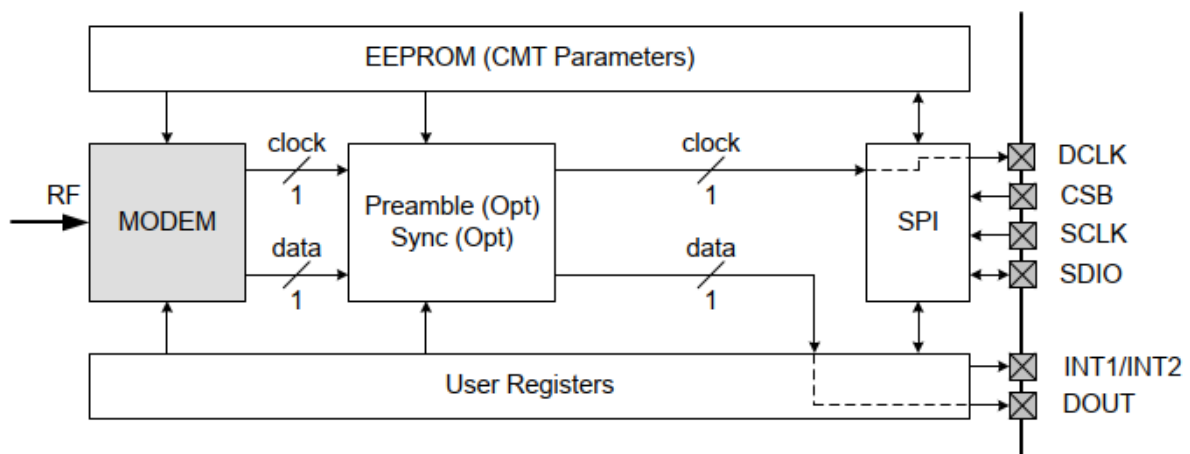 EEPROM (CMT Parameters)
RF
MODEM
clock
1
data
1
Preamble (Opt)
Sync (Opt)
clock
1
data
1
SPI
DCLK
CSB
SCLK
SDIO
User Registers
INT1/INT2
DOUT